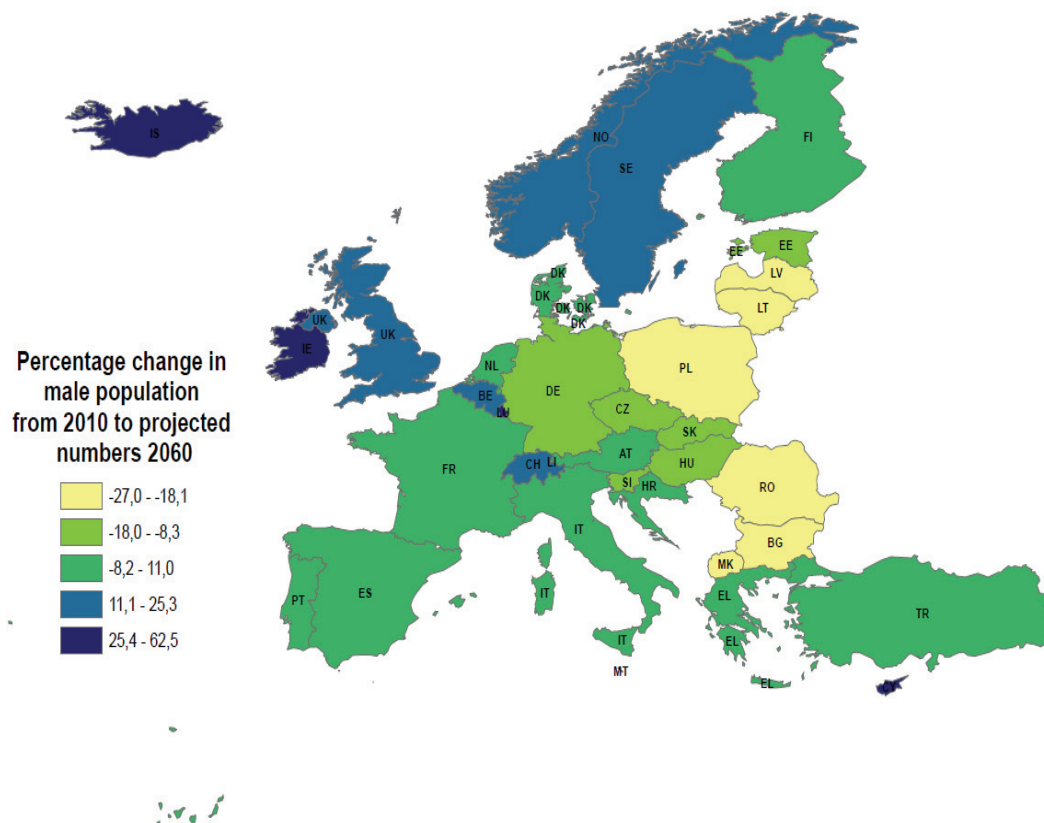 IS
NO
SE
FI
EE
EE
LV
LT
DK
DK
DK
DK
DK
UK
UK
IE
NL
BE
LU
DE
PL
CZ
SK
AT
HU
CH
LI
FR
SI
HR
RO
BG
MK
IT
IT
IT
PT
ES
EL
EL
EL
TR
MT
CY
Percentage change in
male population
from 2010 to projected
numbers 2060
-27,0 - -18,1
-18,0 - -8,3
-8,2 - 11,0
11,1 - 25,3
25,4 - 62,5